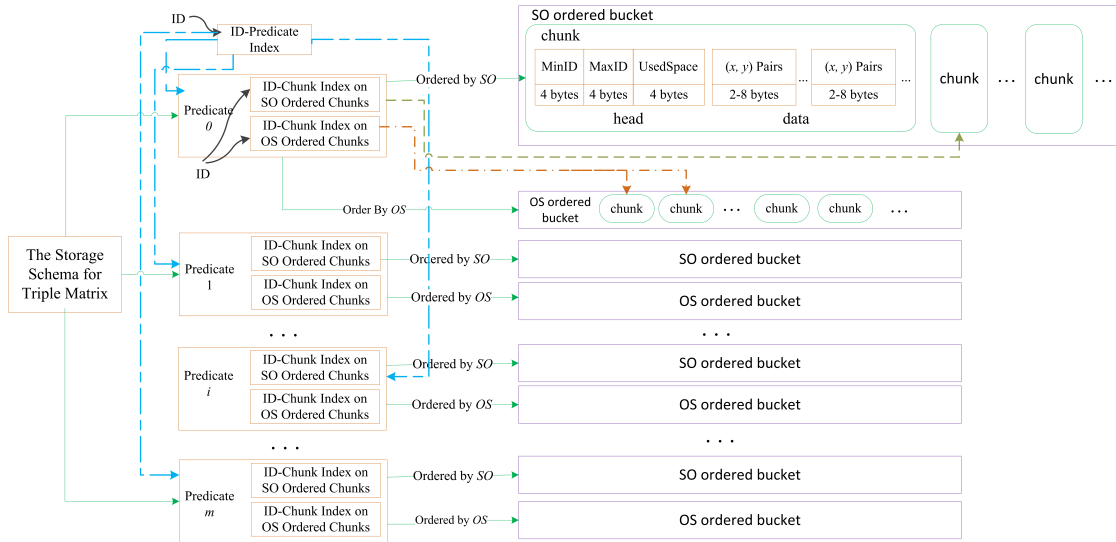 ID
ID-Predicate
Index
SO ordered bucket
chunk
MinID
MaxID
UsedSpace
(x, y) Pairs
...
(x, y) Pairs
...
4 bytes
4 bytes
4 bytes
2-8 bytes
2-8 bytes
head
data
chunk
...
chunk
...
Predicate
0
ID-Chunk Index on
SO Ordered Chunks
ID-Chunk Index on
OS Ordered Chunks
Ordered by SO
ID
Order By OS
OS ordered
bucket
chunk
chunk
...
chunk
chunk
...
The Storage
Schema for
Triple Matrix
Predicate
1
ID-Chunk Index on
SO Ordered Chunks
ID-Chunk Index on
OS Ordered Chunks
Ordered by SO
Ordered by OS
SO ordered bucket
OS ordered bucket
...
...
Predicate
i
ID-Chunk Index on
SO Ordered Chunks
ID-Chunk Index on
OS Ordered Chunks
Ordered by SO
Ordered by OS
SO ordered bucket
OS ordered bucket
...
...
Predicate
m
ID-Chunk Index on
SO Ordered Chunks
ID-Chunk Index on
OS Ordered Chunks
Ordered by SO
Ordered by OS
SO ordered bucket
OS ordered bucket